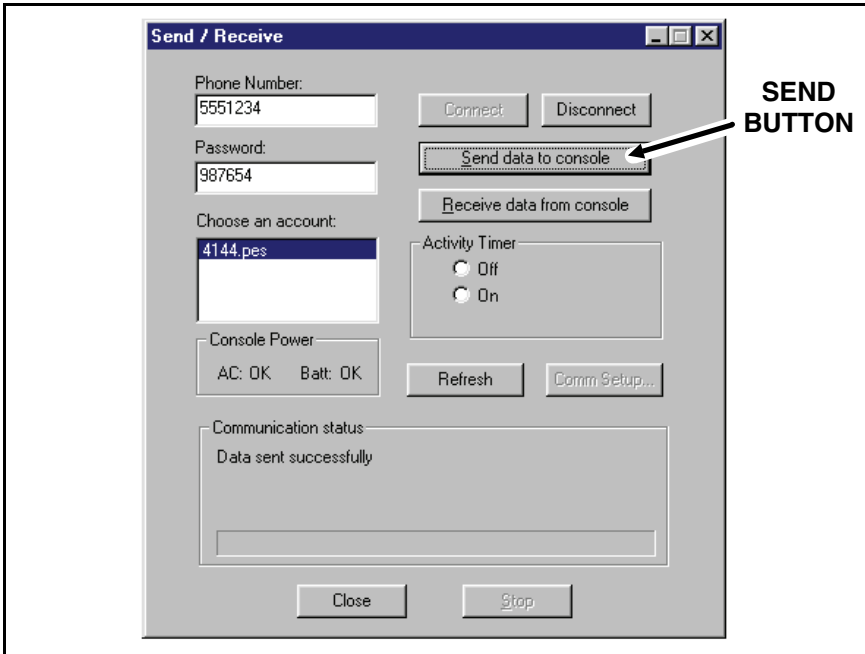 Send / Receive
Phone Number:
5551234
Connect
Disconnect
SEND
BUTTON
Password:
987654
Send data to console
Receive data from console
Choose an account:
4144.pes
Activity Timer
Off
On
Console Power
AC: OK Batt: OK
Refresh
Comm Setup...
Communication status
Data sent successfully
Close
Stop